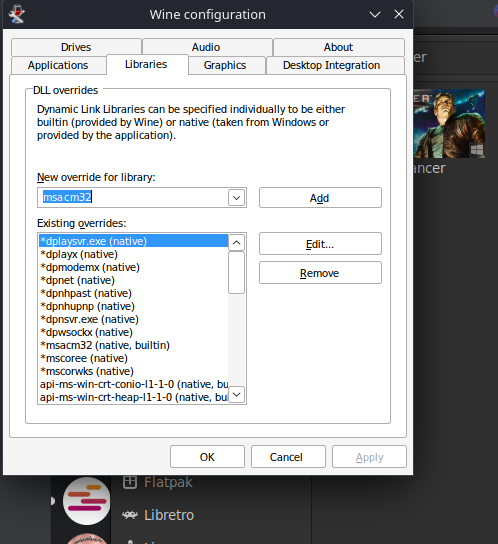 Wine configuration
Drives
Audio
About
Applications
Libraries
Graphics
Desktop Integration
DLL overrides
Dynamic Link Libraries can be specified individually to be either
builtin (provided by Wine) or native (taken from Windows or
provided by the application).
New override for library:
msacm32
Add
Existing overrides:
*dplaysvr.exe (native)
*dplayx (native)
*dpmodemx (native)
*dpnet (native)
*dpnhpast (native)
*dpnhupnp (native)
*dpnsvr.exe (native)
*dpwsockx (native)
*msacm32 (native, builtin)
*mscoree (native)
*mscorwks (native)
api-ms-win-crt-conio-l1-1-0 (native, bu
api-ms-win-crt-heap-l1-1-0 (native, bu
Edit...
Remove
OK
Cancel
Apply
er
ER
ancer
Flatpak
Libretro